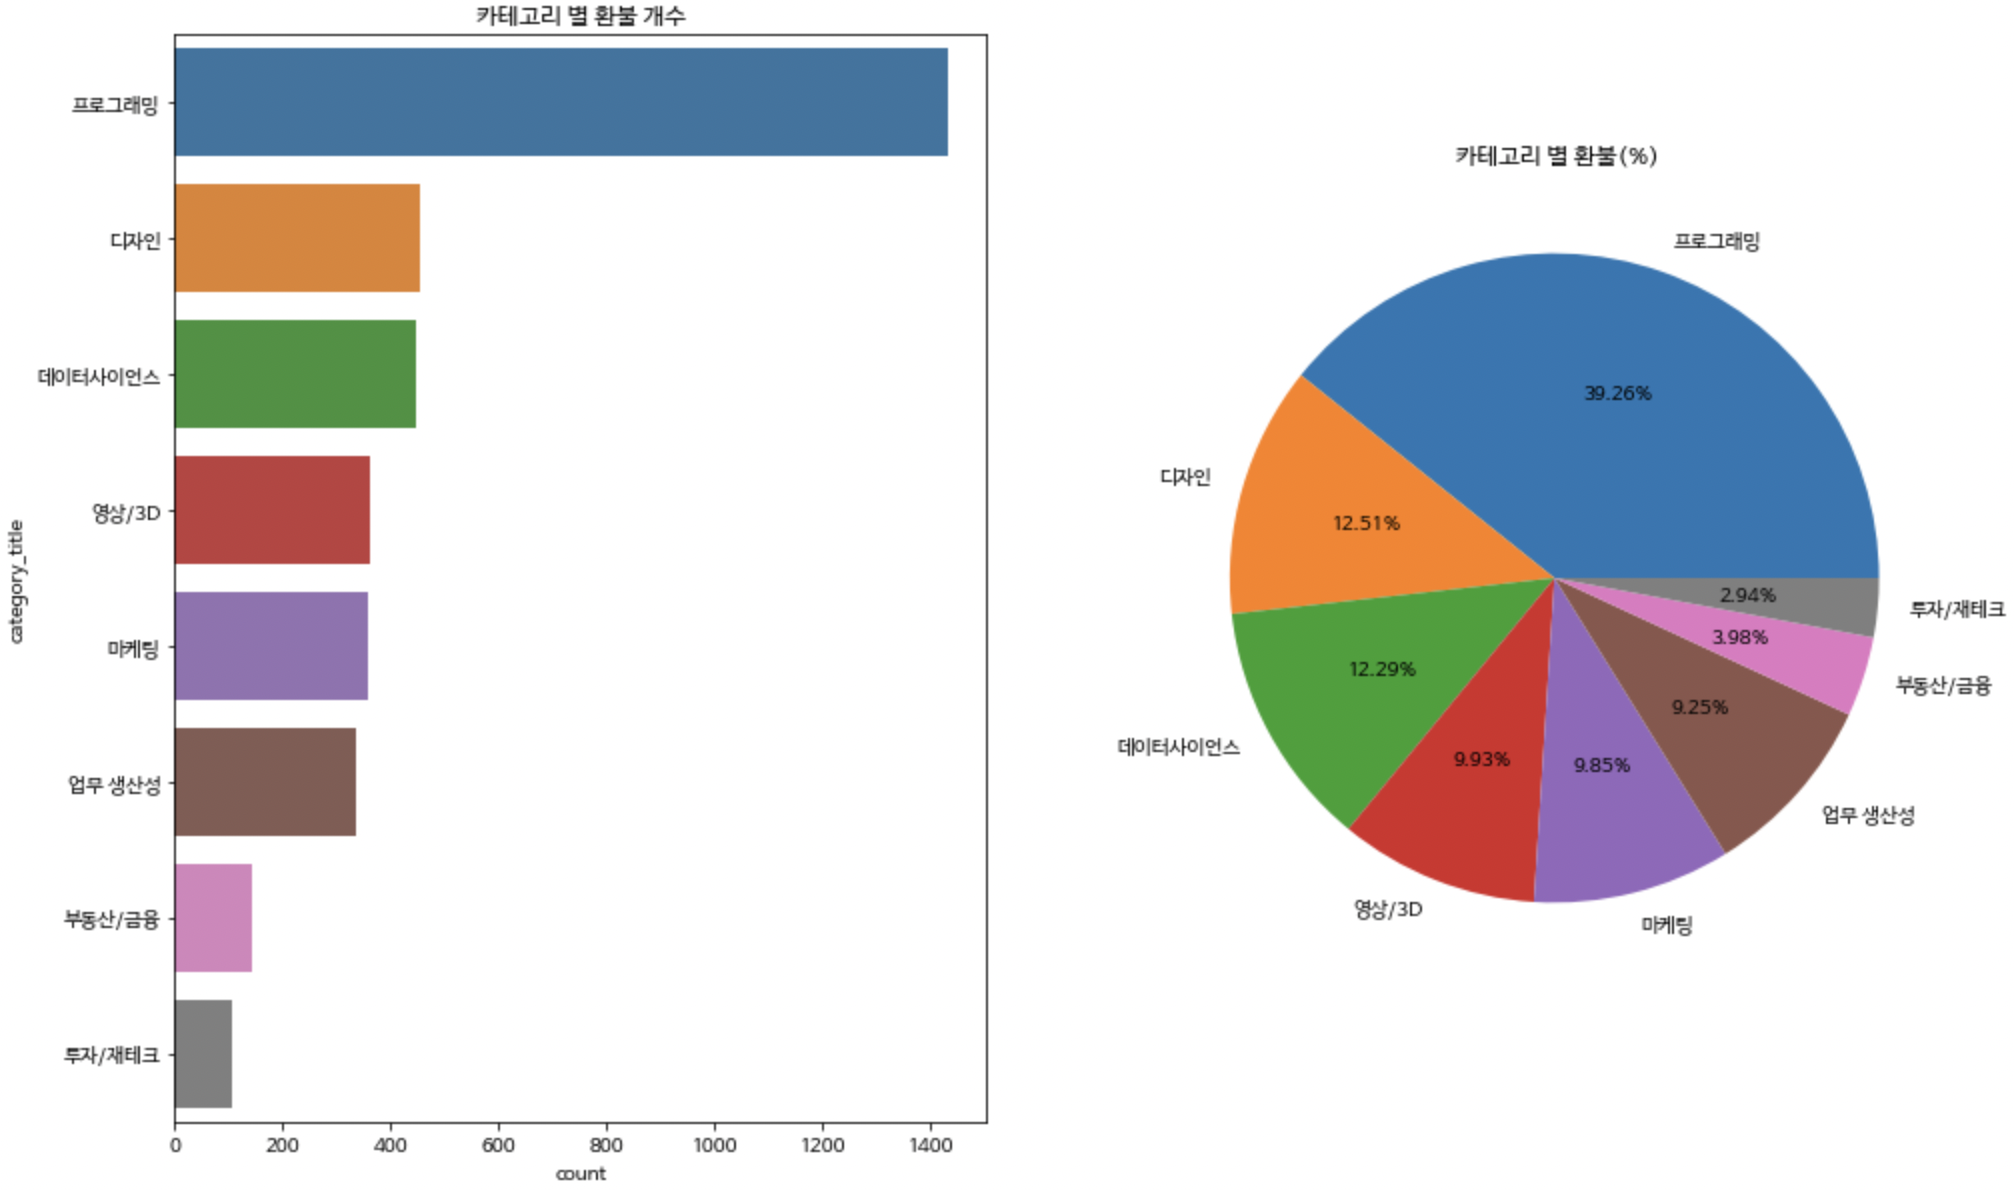 카테고리 별 환불 개수
프로그래밍
디자인
데이터사이언스
영상/3D
마케팅
업무 생산성
부동산/금융
투자/재테크
category_title
0 200 400 600 800 1000 1200 1400
count
카테고리 별 환불(%)
프로그래밍
39.26%
디자인
12.51%
데이터사이언스
12.29%
영상/3D
9.93%
마케팅
9.85%
업무 생산성
9.25%
부동산/금융
3.98%
투자/재테크
2.94%